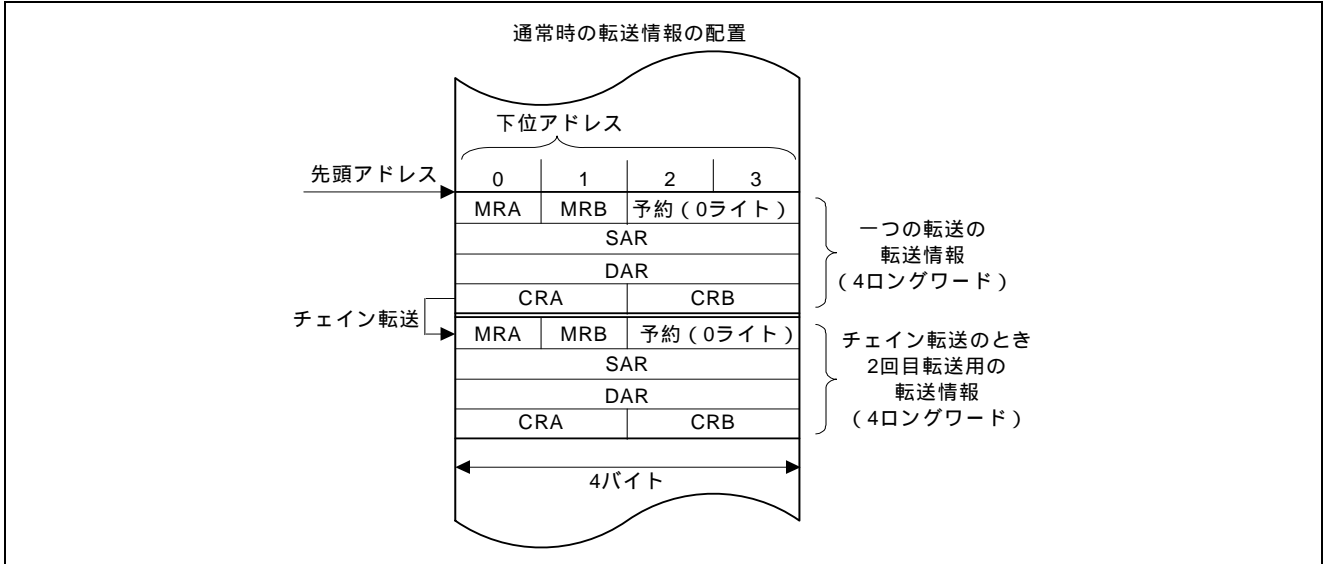 通常時の転送情報の配置
下位アドレス
先頭アドレス
0 1 2 3
MRA MRB 予約(0ライト)
SAR
DAR
CRA CRB
一つの転送の
転送情報
(4ロングワード)
チェイン転送
MRA MRB 予約(0ライト)
SAR
DAR
CRA CRB
チェイン転送のとき
2回目転送用の
転送情報
(4ロングワード)
4バイト